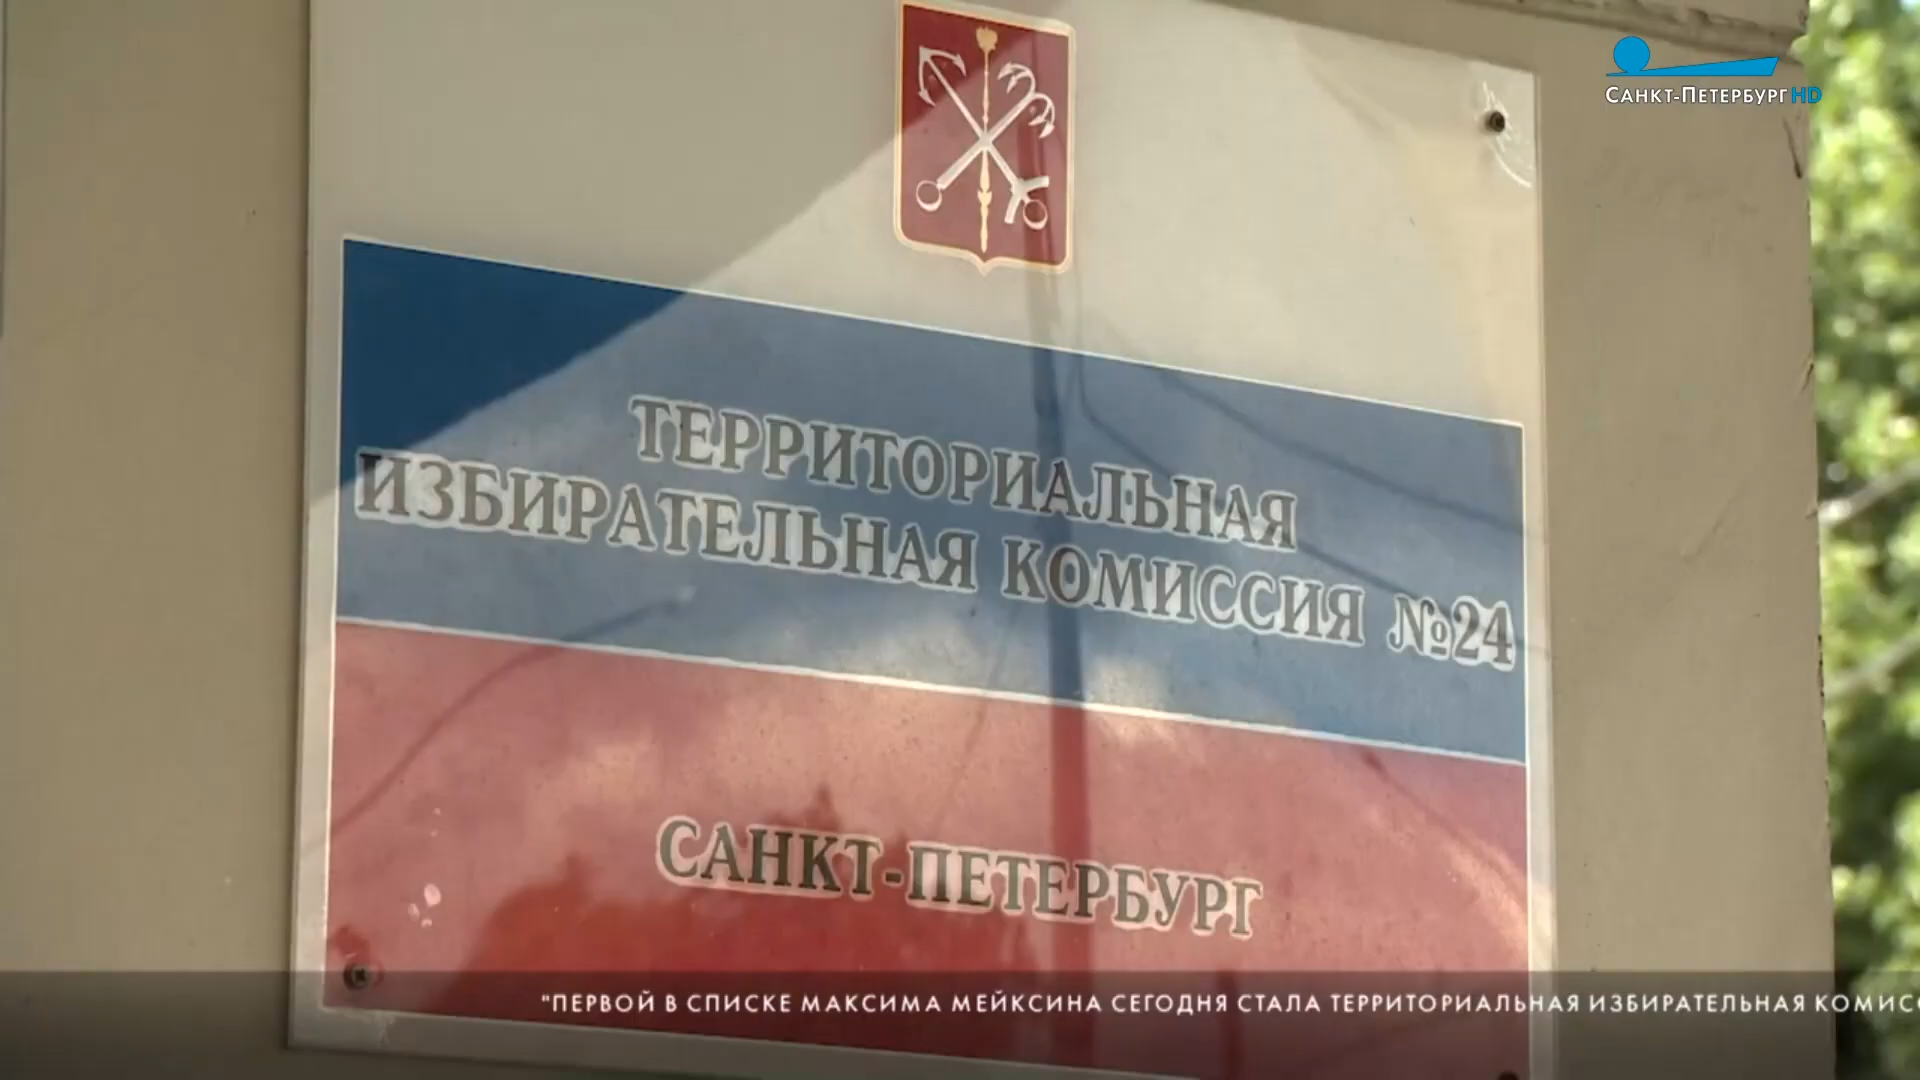 САНКТ-ПЕТЕРБУРГ HD
ТЕРРИТОРИАЛЬНАЯ
ИЗБИРАТЕЛЬНАЯ КОМИССИЯ №24
САНКТ-ПЕТЕРБУРГ
"ПЕРВОЙ В СПИСКЕ МАКСИМА МЕЙКСИНА СЕГОДНЯ СТАЛА ТЕРРИТОРИАЛЬНАЯ ИЗБИРАТЕЛЬНАЯ КОМИСС